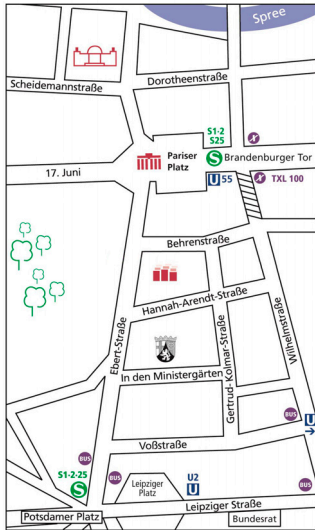 Spree
Scheidemannstraße
Dorotheenstraße
S1·2
S25
S
Brandenburger Tor
Pariser
Platz
17. Juni
U 55
TXL 100
Behrenstraße
Hannah-Arendt-Straße
Ebert-Straße
Gertrud-Kolmar-Straße
Wilhelmstraße
In den Ministergärten
BUS
U
Voßstraße
BUS
S1-2-25
S
U2
U
Leipziger
Platz
BUS
Leipziger Straße
Potsdamer Platz
Bundesrat